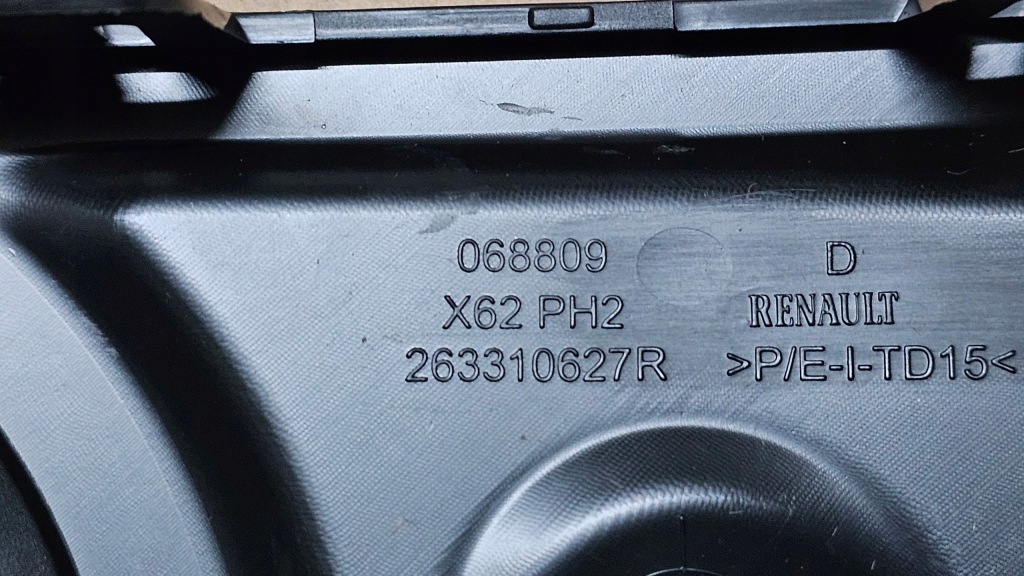 068809 D
X62 PH2 RENAULT
263310627R >P/E-I-TD15<